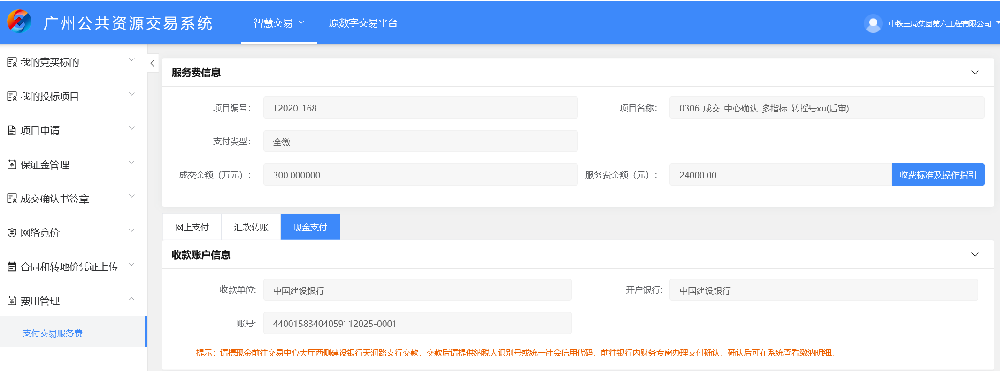 广州公共资源交易系统
智慧交易
原数字交易平台
中铁三局集团第六工程有限公司
我的竞买标的
我的投标项目
项目申请
保证金管理
成交确认书签章
网络竞价
合同和转地价凭证上传
费用管理
支付交易服务费
服务费信息
项目编号： T2020-168
项目名称： 0306-成交-中心确认-多指标-转摇号xu(后审)
支付类型： 全缴
成交金额（万元）： 300.000000
服务费金额（元）： 24000.00 收费标准及操作指引
网上支付 汇款转账 现金支付
收款账户信息
收款单位: 中国建设银行
开户银行: 中国建设银行
账号: 44001583404059112025-0001
提示：请携现金前往交易中心大厅西侧建设银行天润路支行交款，交款后请提供纳税人识别号或统一社会信用代码，前往银行内财务专窗办理支付确认，确认后可在系统查看缴纳明细。